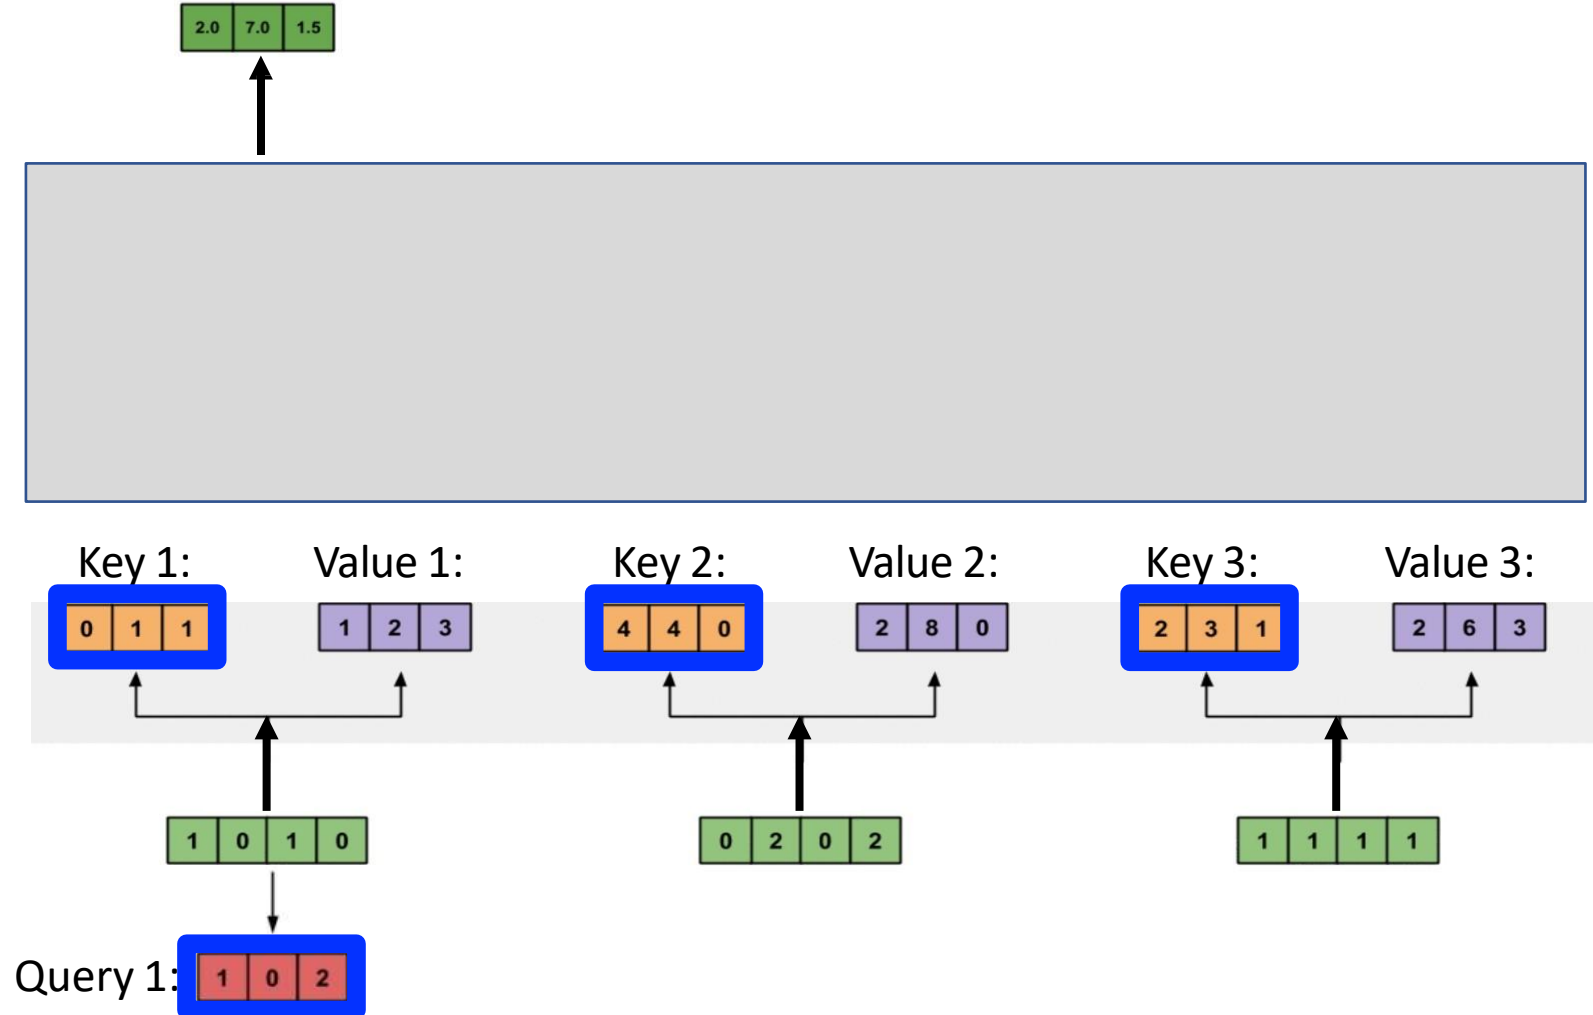 2.0 7.0 1.5
Key 1: Value 1: Key 2: Value 2: Key 3: Value 3:
0 1 1 1 2 3 4 4 0 2 8 0 2 3 1 2 6 3
1 0 1 0 0 2 0 2 1 1 1 1
Query 1: 1 0 2